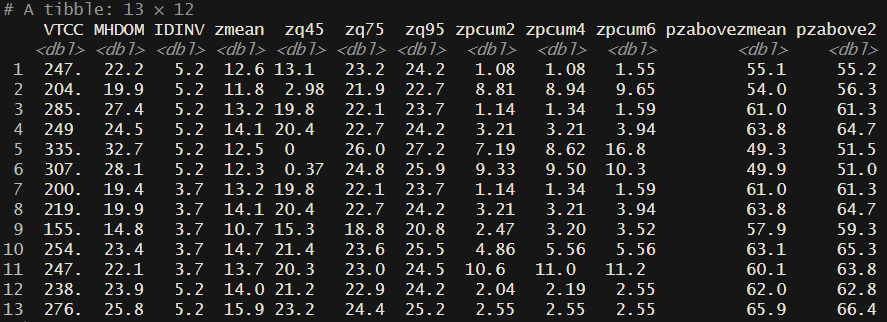 # A tibble: 13 × 12
VTCC MHDOM IDINV zmean zq45 zq75 zq95 zpcum2 zpcum4 zpcum6 pzabovezmean pzabove2
<dbl> <dbl> <dbl> <dbl> <dbl> <dbl> <dbl> <dbl> <dbl> <dbl> <dbl> <dbl>
1 247. 22.2 5.2 12.6 13.1 23.2 24.2 1.08 1.08 1.55 55.1 55.2
2 204. 19.9 5.2 11.8 2.98 21.9 22.7 8.81 8.94 9.65 54.0 56.3
3 285. 27.4 5.2 13.2 19.8 22.1 23.7 1.14 1.34 1.59 61.0 61.3
4 249 24.5 5.2 14.1 20.4 22.7 24.2 3.21 3.21 3.94 63.8 64.7
5 335. 32.7 5.2 12.5 0 26.0 27.2 7.19 8.62 16.8 49.3 51.5
6 307. 28.1 5.2 12.3 0.37 24.8 25.9 9.33 9.50 10.3 49.9 51.0
7 200. 19.4 3.7 13.2 19.8 22.1 23.7 1.14 1.34 1.59 61.0 61.3
8 219. 19.9 3.7 14.1 20.4 22.7 24.2 3.21 3.21 3.94 63.8 64.7
9 155. 14.8 3.7 10.7 15.3 18.8 20.8 2.47 3.20 3.52 57.9 59.3
10 254. 23.4 3.7 14.7 21.4 23.6 25.5 4.86 5.56 5.56 63.1 65.3
11 247. 22.1 3.7 13.7 20.3 23.0 24.5 10.6 11.0 11.2 60.1 63.8
12 238. 23.9 5.2 14.0 21.2 22.9 24.2 2.04 2.19 2.55 62.0 62.8
13 276. 25.8 5.2 15.9 23.2 24.4 25.2 2.55 2.55 2.55 65.9 66.4